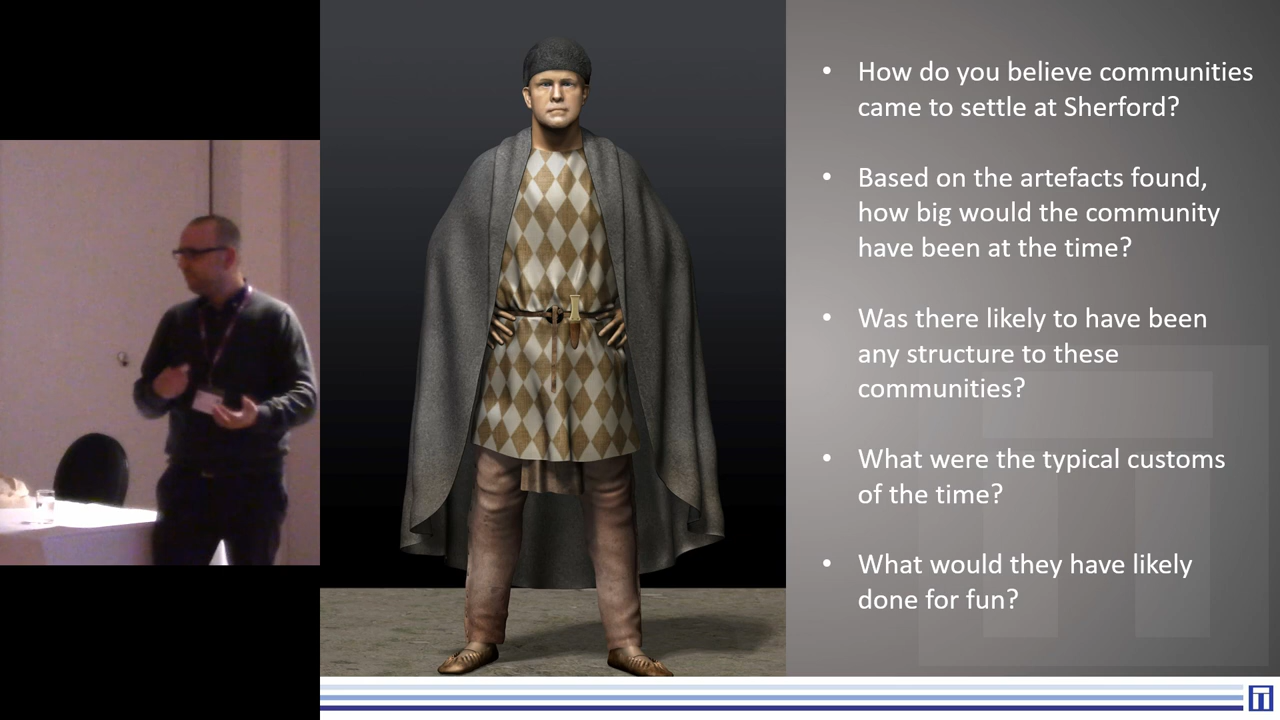 • How do you believe communities
came to settle at Sherford?
• Based on the artefacts found,
how big would the community
have been at the time?
• Was there likely to have been
any structure to these
communities?
• What were the typical customs
of the time?
• What would they have likely
done for fun?